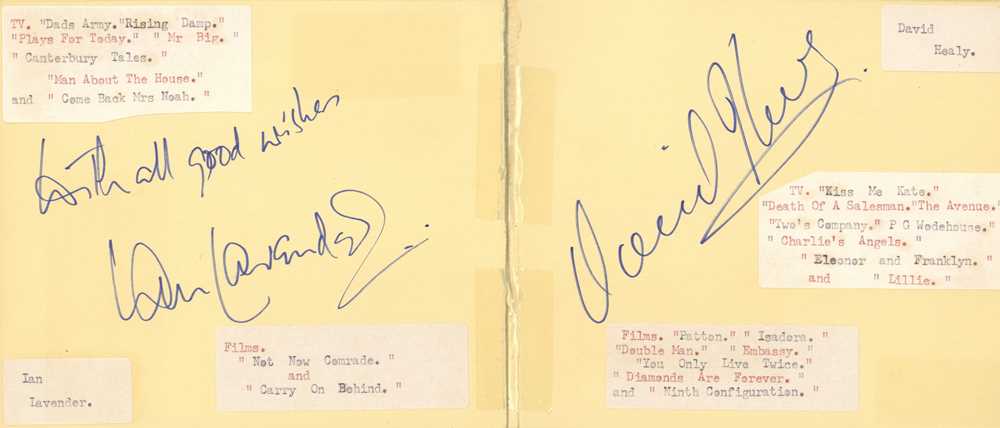 TV. "Dads Army."Rising Damp."
"Plays For Today." " Mr Big. "
" Canterbury Tales. "
"Man About The House."
and " Come Back Mrs Noah. "
With all good wishes
Ian Lavender
Films.
" Not Now Comrade. "
and
" Carry On Behind. "
Ian
Lavender.
David
Healy.
David Healy.
TV. "Kiss Me Kate."
"Death Of A Salesman."The Avenue."
"Two's Company." P G Wodehouse."
" Charlie's Angels. "
" Eleonor and Franklyn. "
and " Lillie. "
Films. "Patton." " Isadora. "
"Double Man." " Embassy. "
"You Only Live Twice."
" Diamonds Are Forever. "
and " Ninth Configuration. "